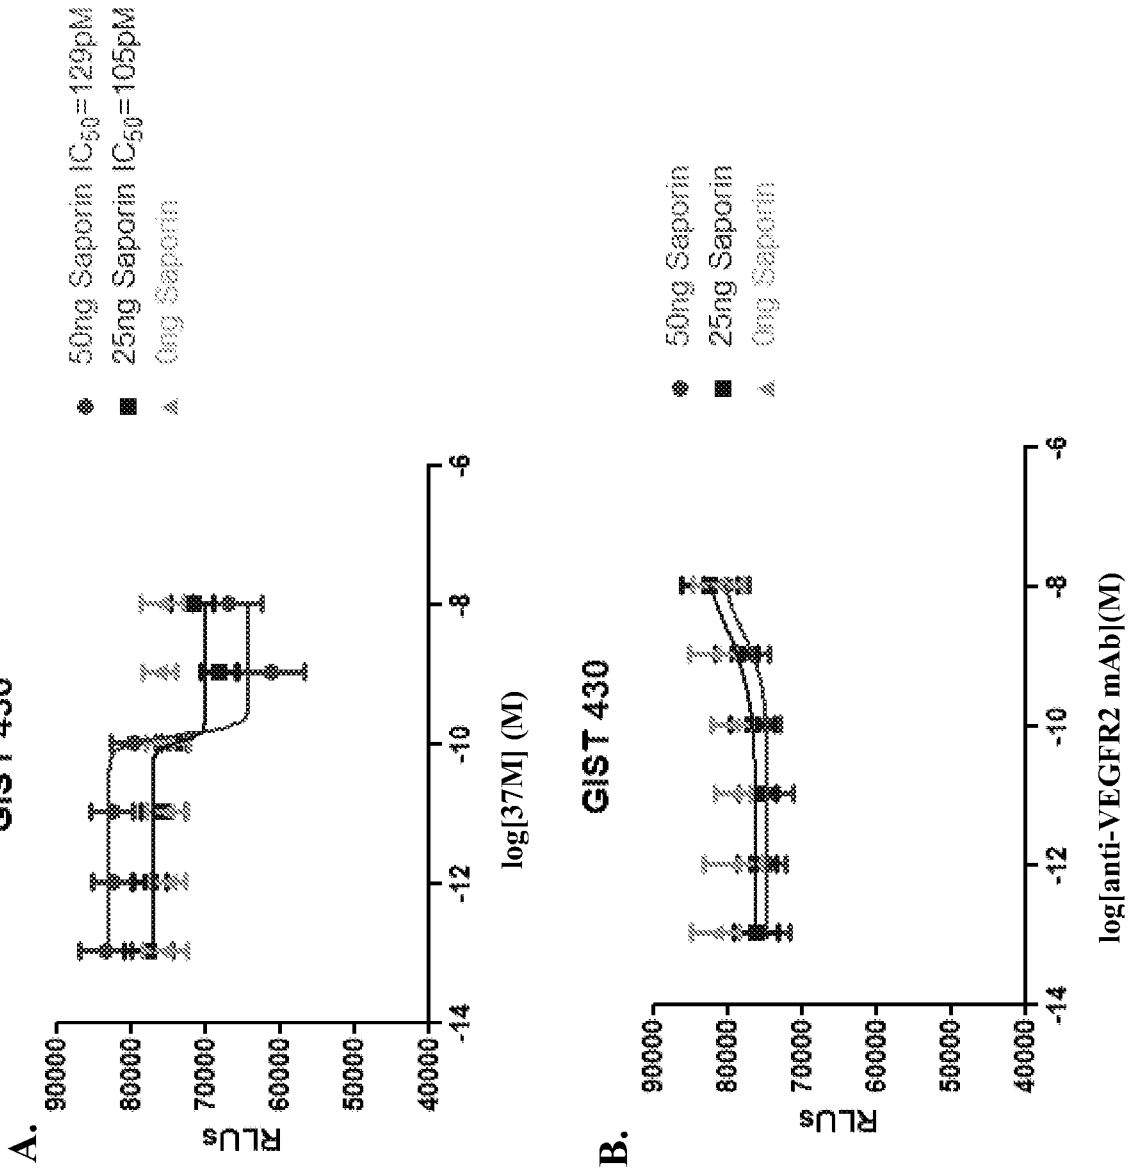 A.
GIST 430
50ng Saporin IC50=129pM
25ng Saporin IC50=105pM
0ng Saporin
RLUs
90000
80000
70000
60000
50000
40000
-14
-12
-10
-8
-6
log[37M] (M)
B.
GIST 430
50ng Saporin
25ng Saporin
0ng Saporin
RLUs
90000
80000
70000
60000
50000
40000
-14
-12
-10
-8
-6
log[anti-VEGFR2 mAb](M)